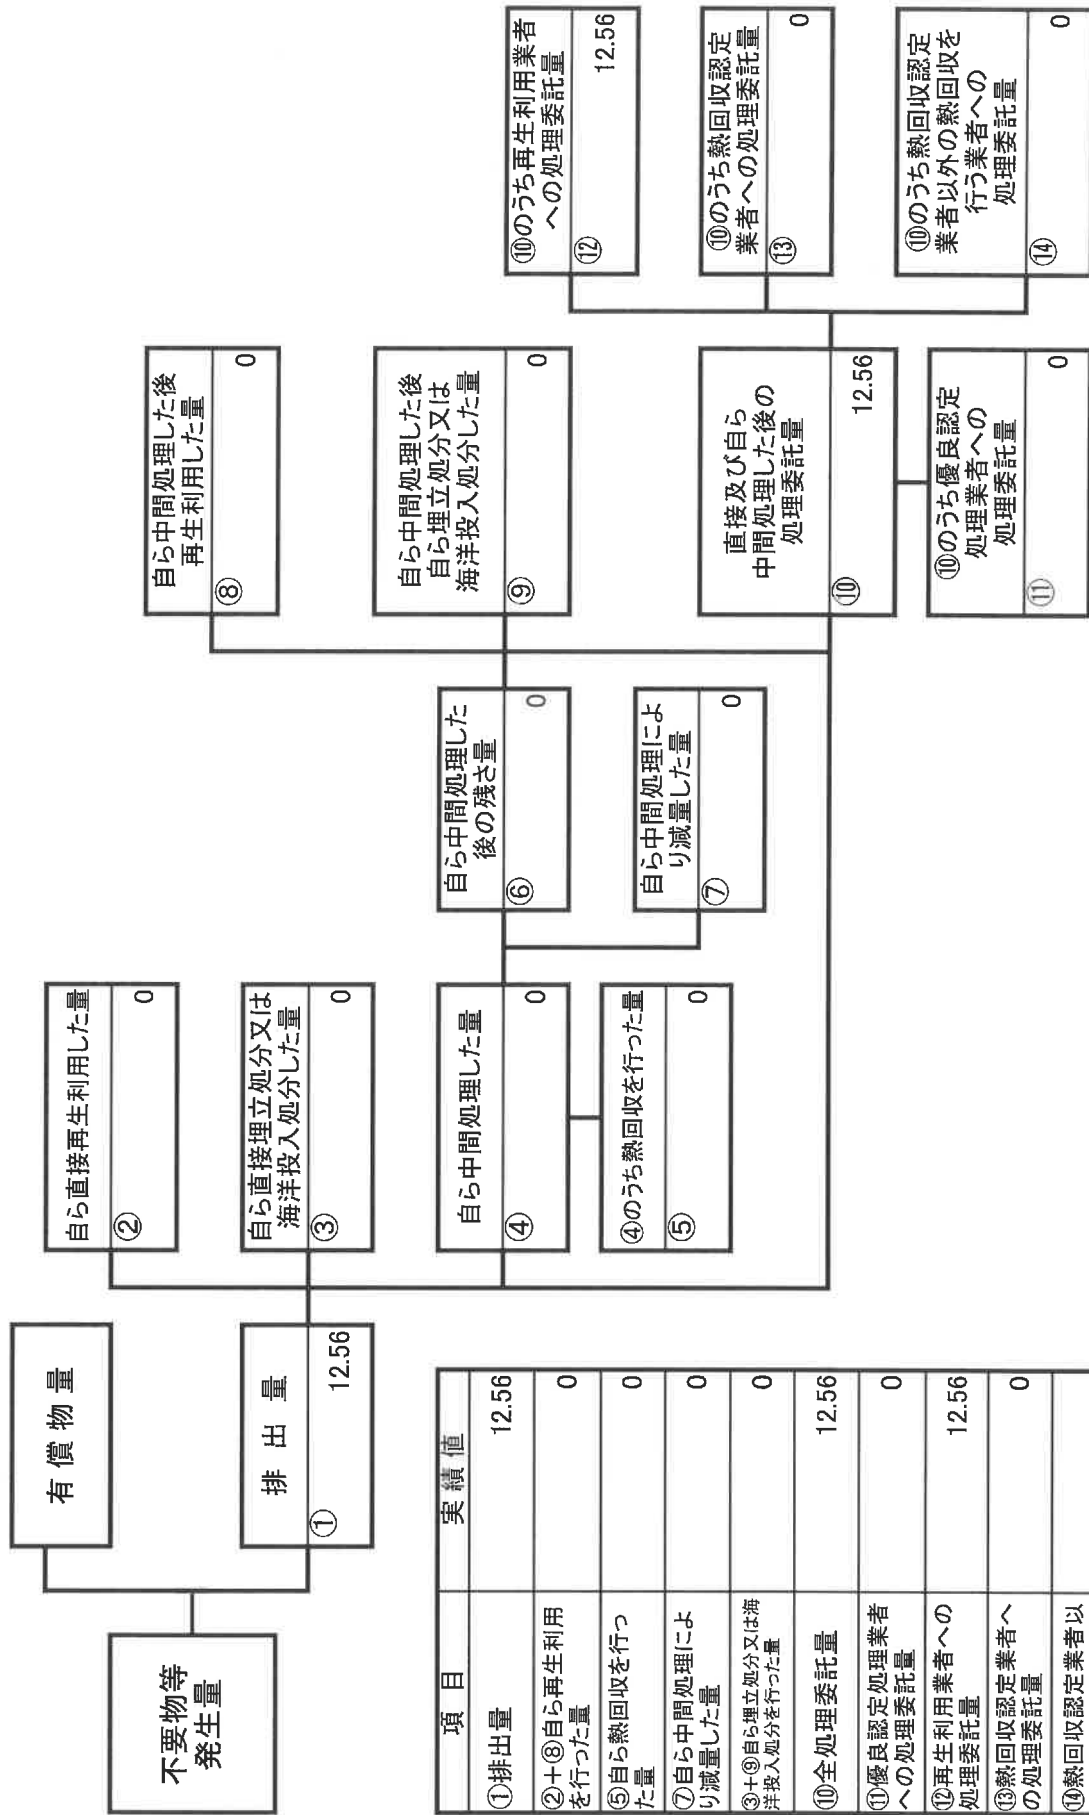 不要物等
発生量
有償物量
排出量
①
12.56
自ら直接再生利用した量
②
0
自ら直接埋立処分又は
海洋投入処分した量
③
0
自ら中間処理した量
④
0
④のうち熱回収を行った量
⑤
0
自ら中間処理した
後の残さ量
⑥
0
自ら中間処理によ
り減量した量
⑦
0
自ら中間処理した後
再生利用した量
⑧
0
自ら中間処理した後
自ら埋立処分又は
海洋投入処分した量
⑨
0
直接及び自ら
中間処理した後の
処理委託量
⑩
12.56
⑩のうち優良認定
処理業者への
処理委託量
⑪
0
⑩のうち再生利用業者
への処理委託量
⑫
12.56
⑩のうち熱回収認定
業者への処理委託量
⑬
0
⑩のうち熱回収認定
業者以外の熱回収を
行う業者への
処理委託量
⑭
0
項目 実績値
①排出量 12.56
②+⑧自ら再生利用 0
を行った量
⑤自ら熱回収を行っ 0
た量
⑦自ら中間処理によ 0
り減量した量
③+⑨自ら埋立処分又は海 0
洋投入処分を行った量
⑩全処理委託量 12.56
⑪優良認定処理業者 0
への処理委託量
⑫再生利用業者への 12.56
処理委託量
⑬熱回収認定業者へ 0
の処理委託量
⑭熱回収認定業者以